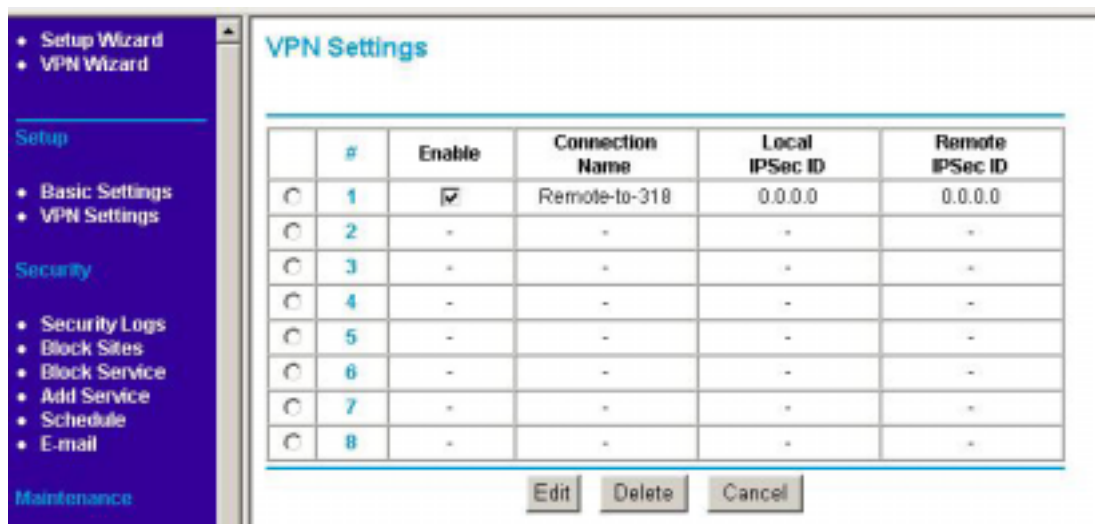 Setup Wizard
VPN Wizard
Setup
Basic Settings
VPN Settings
Security
Security Logs
Block Sites
Block Service
Add Service
Schedule
E-mail
Maintenance
VPN Settings
# Enable Connection Name Local IPSec ID Remote IPSec ID
1 Remote-to-318 0.0.0.0 0.0.0.0
2 - - - -
3 - - - -
4 - - - -
5 - - - -
6 - - - -
7 - - - -
8 - - - -
Edit Delete Cancel